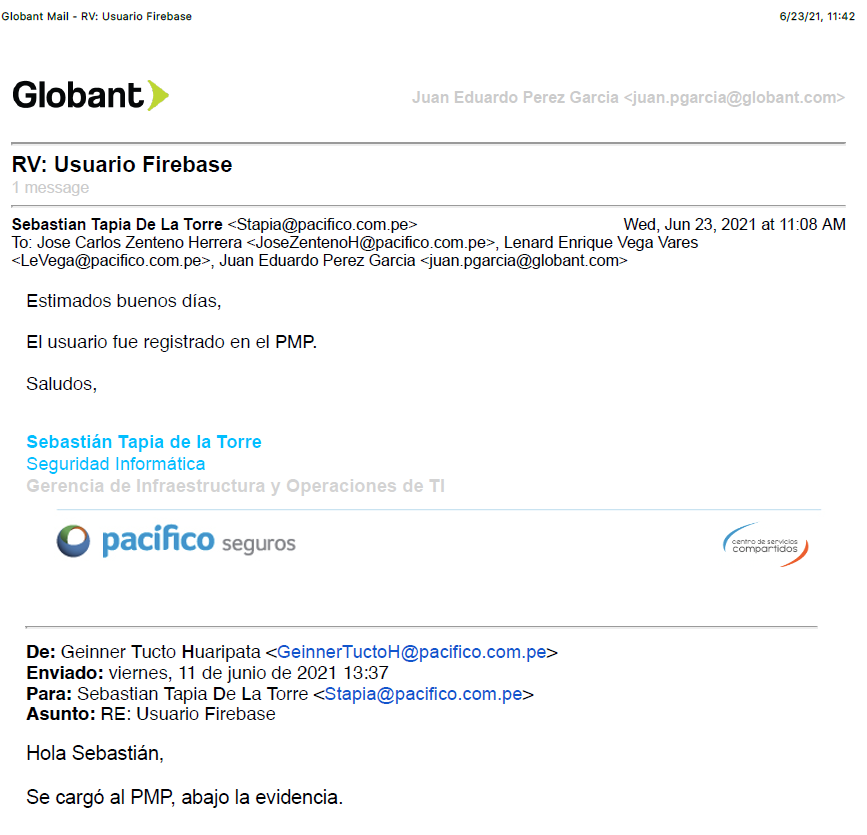 Globant Mail - RV: Usuario Firebase 6/23/21, 11:42
Globant
Juan Eduardo Perez Garcia <juan.pgarcia@globant.com>
RV: Usuario Firebase
1 message
Sebastian Tapia De La Torre <Stapia@pacifico.com.pe> Wed, Jun 23, 2021 at 11:08 AM
To: Jose Carlos Zenteno Herrera <JoseZentenoH@pacifico.com.pe>, Lenard Enrique Vega Vares
<LeVega@pacifico.com.pe>, Juan Eduardo Perez Garcia <juan.pgarcia@globant.com>
Estimados buenos días,
El usuario fue registrado en el PMP.
Saludos,
Sebastián Tapia de la Torre
Seguridad Informática
Gerencia de Infraestructura y Operaciones de TI
pacífico seguros
centro de servicios
compartidos
De: Geinner Tucto Huaripata <GeinnerTuctoH@pacifico.com.pe>
Enviado: viernes, 11 de junio de 2021 13:37
Para: Sebastian Tapia De La Torre <Stapia@pacifico.com.pe>
Asunto: RE: Usuario Firebase
Hola Sebastián,
Se cargó al PMP, abajo la evidencia.